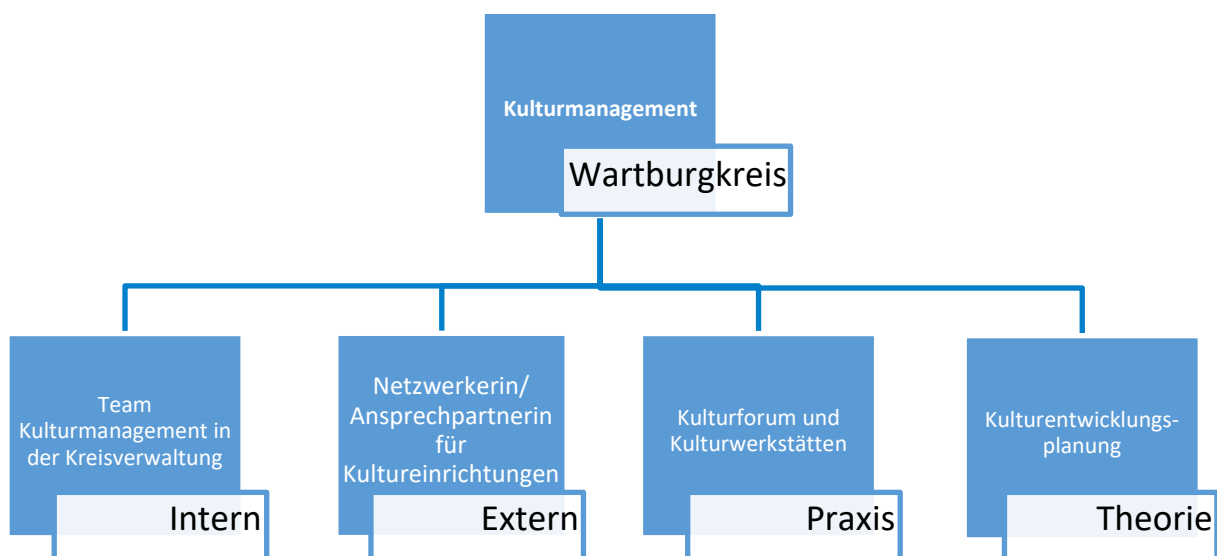 Kulturmanagement
Wartburgkreis
Team
Kulturmanagement in
der Kreisverwaltung
Intern
Netzwerkerin/
Ansprechpartnerin
für
Kultureinrichtungen
Extern
Kulturforum und
Kulturwerkstätten
Praxis
Kulturentwicklungs-
planung
Theorie